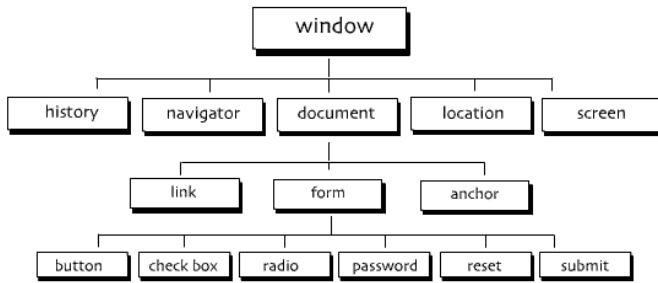 window
history navigator document location screen
link form anchor
button check box radio password reset submit